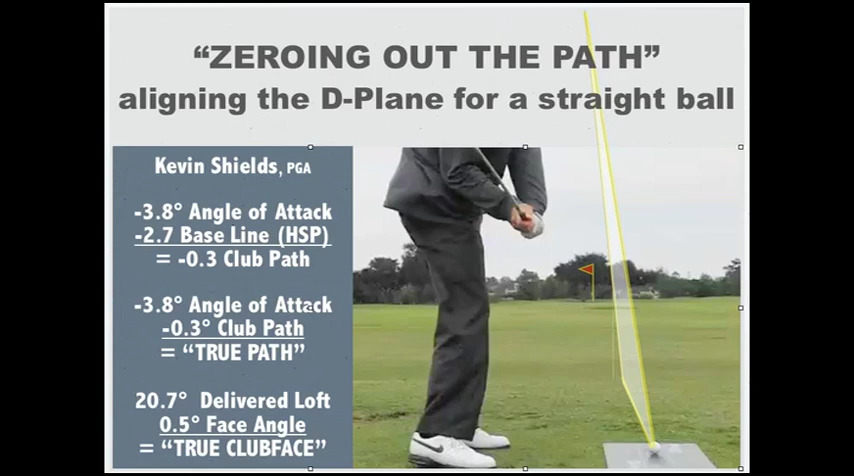 “ZEROING OUT THE PATH”
aligning the D-Plane for a straight ball
Kevin Shields, PGA
-3.8° Angle of Attack
-2.7 Base Line (HSP)
= -0.3 Club Path
-3.8° Angle of Attack
-0.3° Club Path
= “TRUE PATH”
20.7° Delivered Loft
0.5° Face Angle
= “TRUE CLUBFACE”